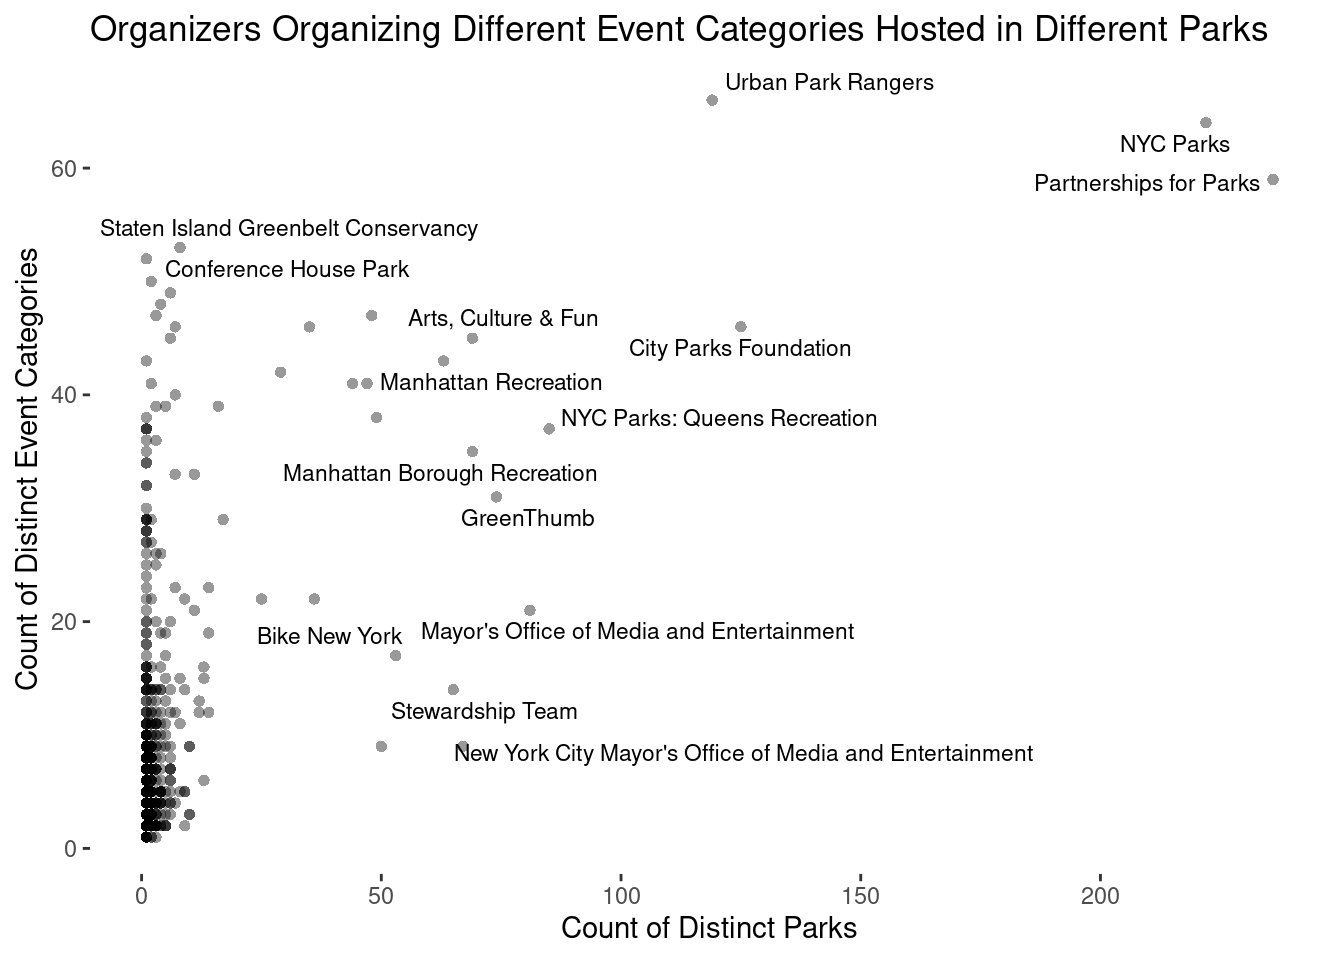 Organizers Organizing Different Event Categories Hosted in Different Parks
Urban Park Rangers
NYC Parks
60
Partnerships for Parks
Staten Island Greenbelt Conservancy
Conference House Park
Arts, Culture & Fun
City Parks Foundation
40
Manhattan Recreation
NYC Parks: Queens Recreation
Manhattan Borough Recreation
GreenThumb
20
Bike New York
Mayor's Office of Media and Entertainment
Stewardship Team
New York City Mayor's Office of Media and Entertainment
0
Count of Distinct Event Categories
0 50 100 150 200
Count of Distinct Parks